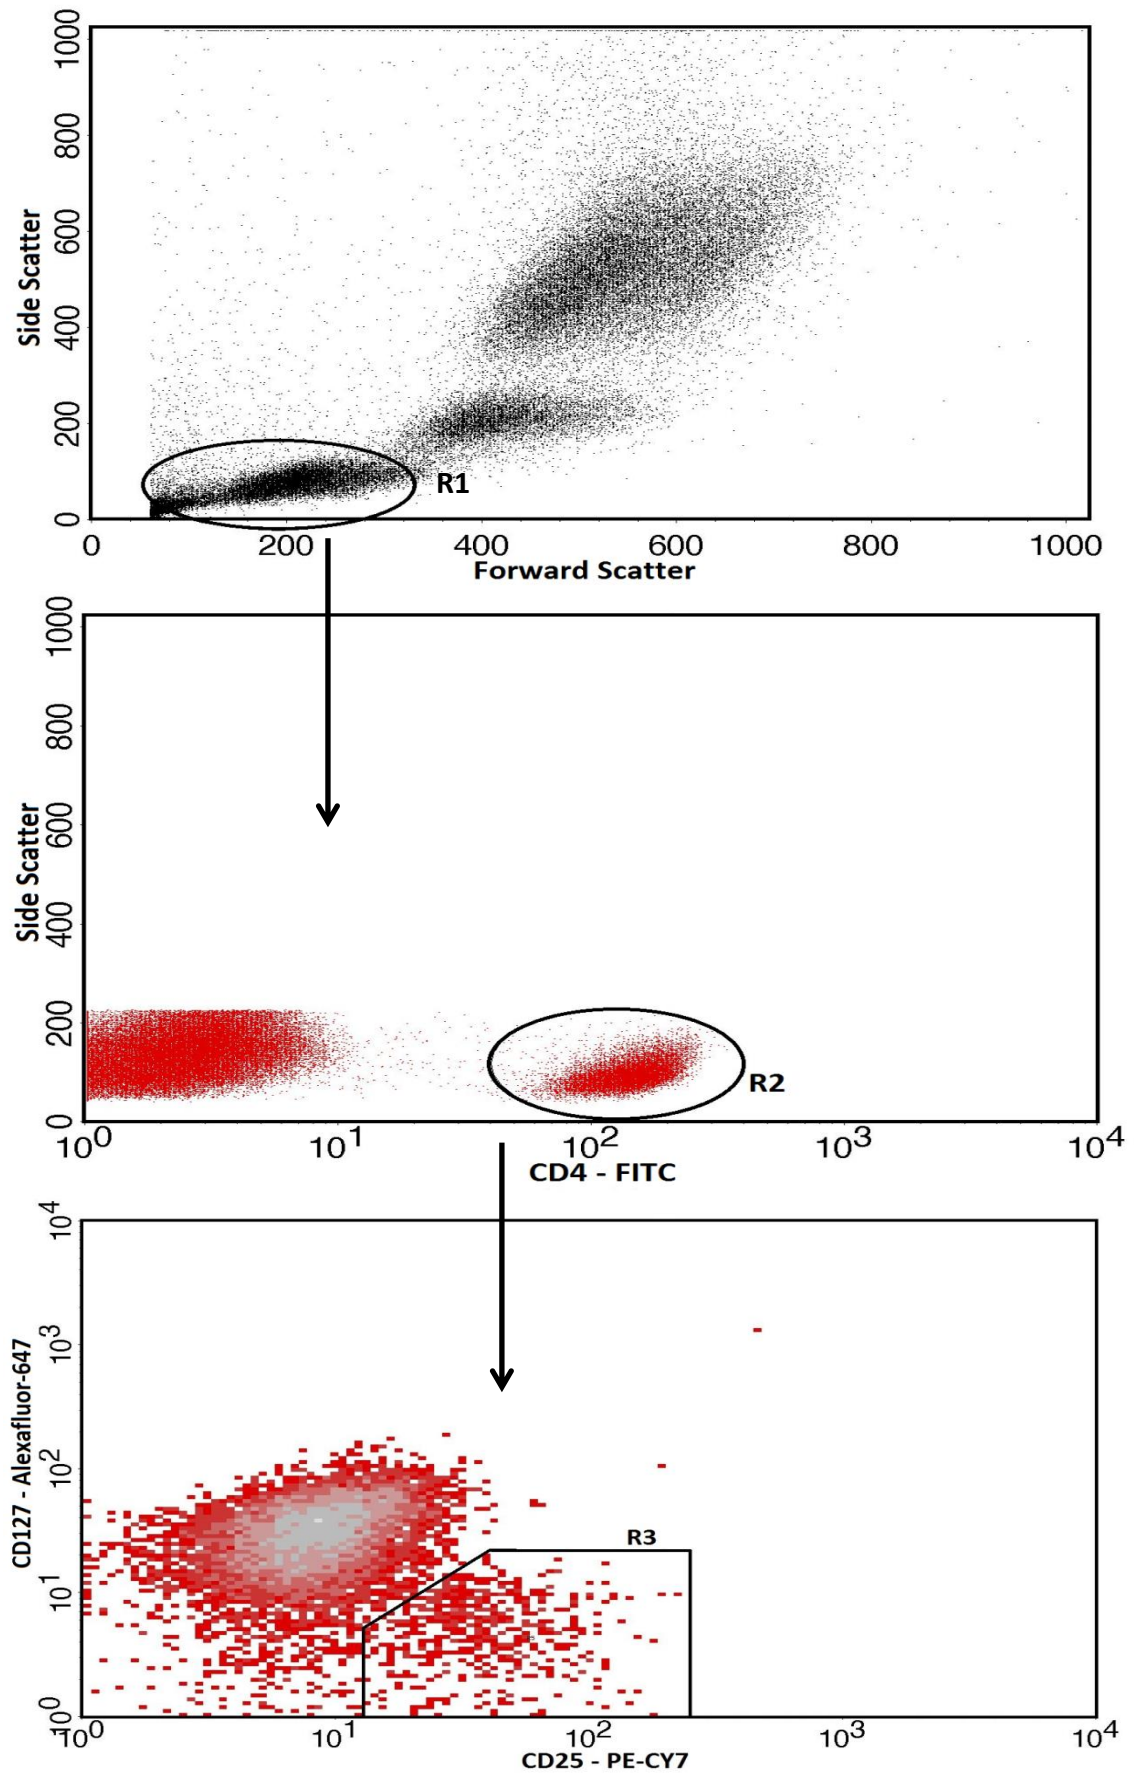 1000
800
600
400
200
0
Side Scatter
R1
0 200 400 600 800 1000
Forward Scatter
1000
800
600
400
200
0
Side Scatter
R2
10^0 10^1 10^2 10^3 10^4
CD4 - FITC
10^4
10^3
10^2
10^1
10^0
CD127 - Alexafluor-647
R3
10^0 10^1 10^2 10^3 10^4
CD25 - PE-CY7